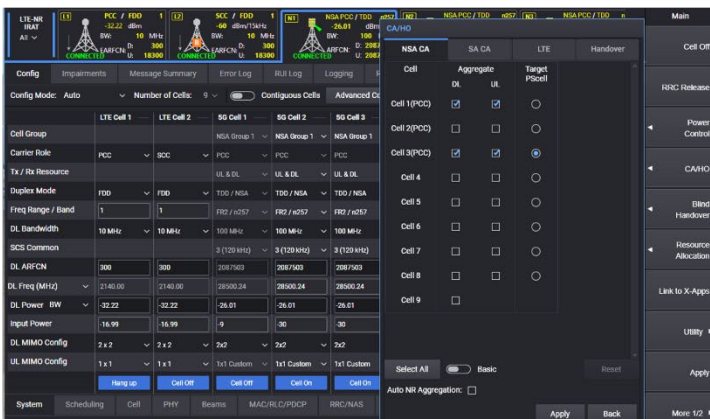 LTE-NR
IRAT
All
L1 PCC / FDD 1
-32.22 dBm
BW: 10 MHz
EARFCN: D: 300
U: 18300
CONNECTED
L2 SCC / FDD 1
-60 dBm/15kHz
BW: 10 MHz
EARFCN: D: 300
U: 18300
CONNECTED
N1 NSA PCC / TDD n257
-26.01 dBm
BW: 100
ARFCN: D: 2087
U: 2087
CONNECTED
N2 NSA PCC / TDD n257
N3 NSA PCC / TDD n
Config Impairments Message Summary Error Log RUI Log Logging
Config Mode: Auto Number of Cells: 9 Contiguous Cells Advanced Co
LTE Cell 1 LTE Cell 2 5G Cell 1 5G Cell 2 5G Cell 3
Cell Group NSA Group 1 NSA Group 1 NSA Group 1
Carrier Role PCC SCC PCC PCC PCC
Tx / Rx Resource UL & DL UL & DL UL & DL
Duplex Mode FDD FDD TDD / NSA TDD / NSA TDD / NSA
Freq Range / Band 1 1 FR2 / n257 FR2 / n257 FR2 / n257
DL Bandwidth 10 MHz 10 MHz 100 MHz 100 MHz 100 MHz
SCS Common 3 (120 kHz) 3 (120 kHz) 3 (120 kHz)
DL ARFCN 300 300 2087503 2087503 2087503
DL Freq (MHz) 2140.00 2140.00 28500.24 28500.24 28500.24
DL Power BW -32.22 -32.22 -26.01 -26.01 -26.01
Input Power -16.99 -16.99 -9 -30 -30
DL MIMO Config 2 x 2 2 x 2 2x2 2x2 2x2
UL MIMO Config 1 x 1 1 x 1 1x1 Custom 1x1 Custom 1x1 Custom
Hang up Cell Off Cell Off Cell On Cell On
System Scheduling Cell PHY Beams MAC/RLC/PDCP RRC/NAS
CA/HO
NSA CA SA CA LTE Handover
Cell Aggregate Target
PScell
DL UL
Cell 1(PCC)
Cell 2(PCC)
Cell 3(PCC)
Cell 4
Cell 5
Cell 6
Cell 7
Cell 8
Cell 9
Select All Basic Reset
Auto NR Aggregation:
Apply Back
Main
Cell Off
RRC Release
Power
Control
CA/HO
Blind
Handover
Resource
Allocation
Link to X-Apps
Utility
Apply
More 1/2